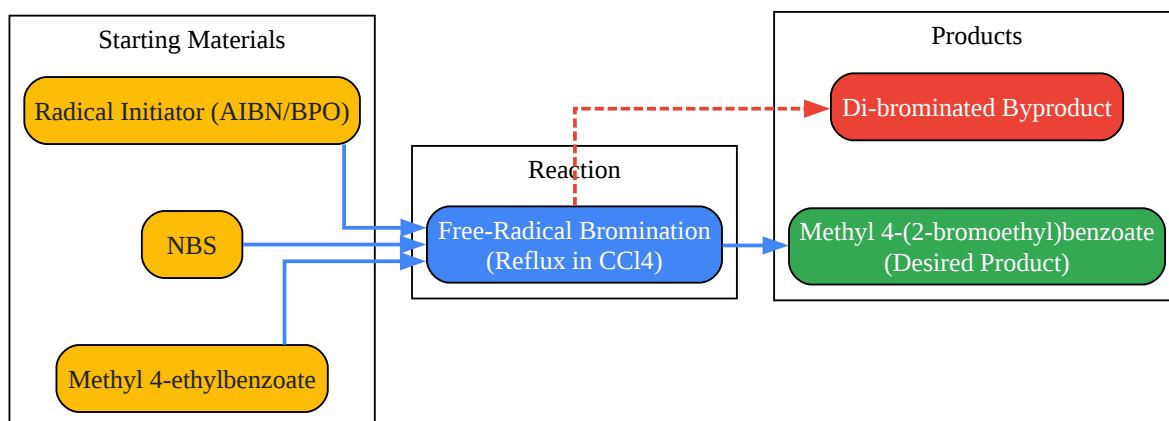 Starting Materials
Radical Initiator (AIBN/BPO)
NBS
Methyl 4-ethylbenzoate
Reaction
Free-Radical Bromination
(Reflux in CCl4)
Products
Di-brominated Byproduct
Methyl 4-(2-bromoethyl)benzoate
(Desired Product)